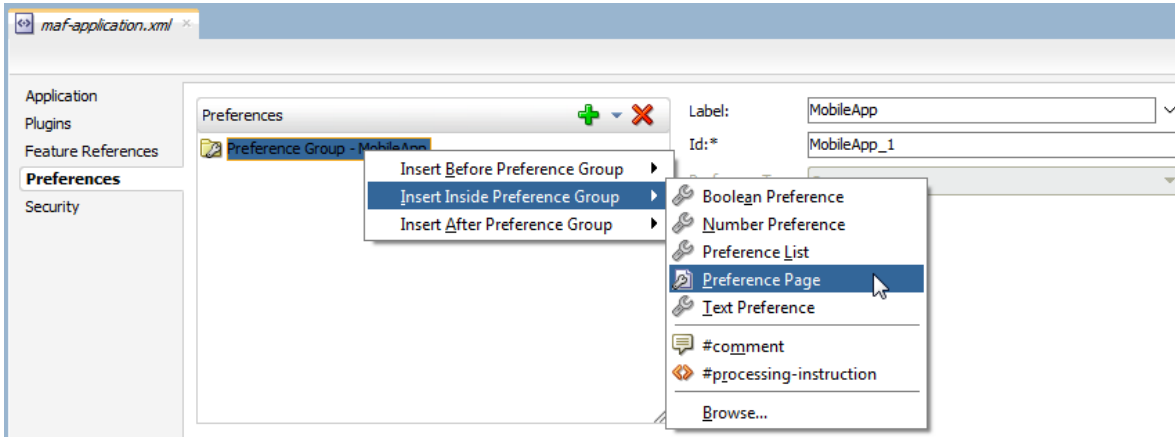 maf-application.xml
Application
Plugins
Feature References
Preferences
Security
Preferences
Preference Group - MobileApp
Label:
MobileApp
Id:*
MobileApp_1
Insert Before Preference Group
Insert Inside Preference Group
Insert After Preference Group
Boolean Preference
Number Preference
Preference List
Preference Page
Text Preference
#comment
#processing-instruction
Browse...